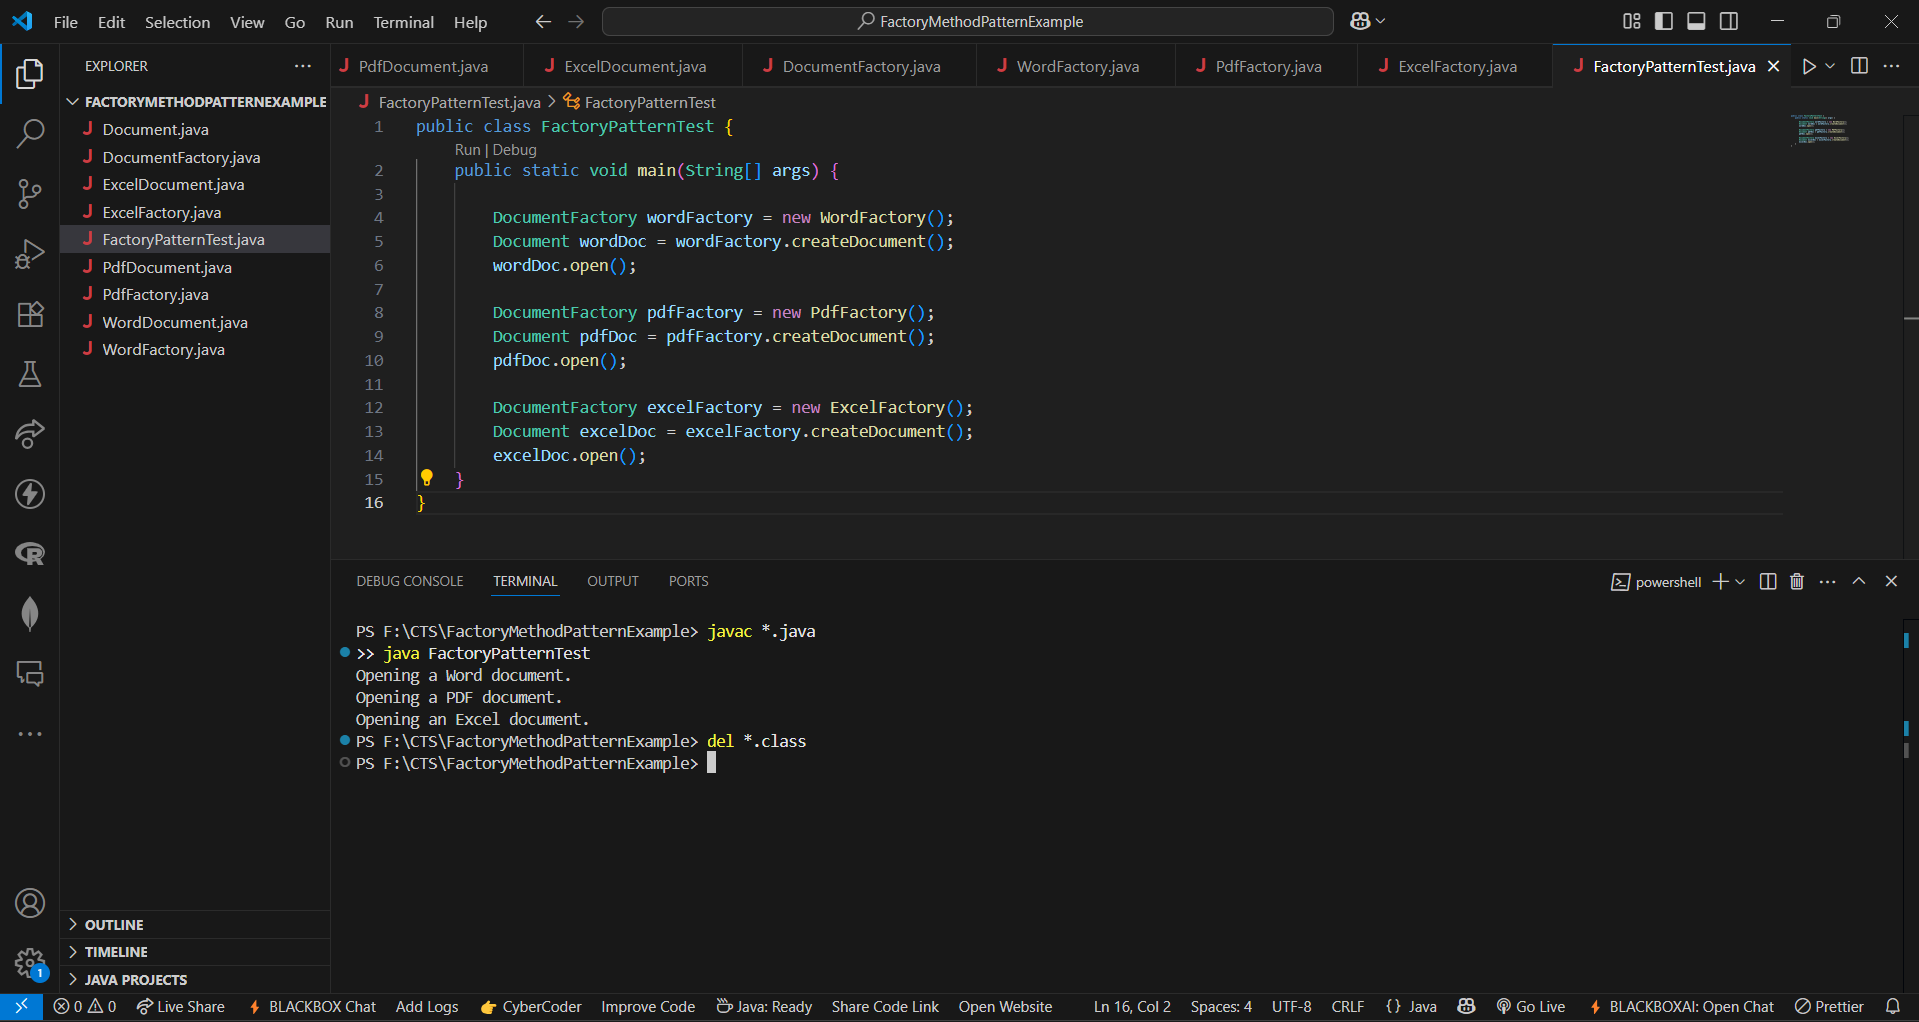 File Edit Selection View Go Run Terminal Help
FactoryMethodPatternExample
EXPLORER
FACTORYMETHODPATTERNEXAMPLE
Document.java
DocumentFactory.java
ExcelDocument.java
ExcelFactory.java
FactoryPatternTest.java
PdfDocument.java
PdfFactory.java
WordDocument.java
WordFactory.java
OUTLINE
TIMELINE
JAVA PROJECTS
PdfDocument.java ExcelDocument.java DocumentFactory.java WordFactory.java PdfFactory.java ExcelFactory.java FactoryPatternTest.java
FactoryPatternTest.java > FactoryPatternTest
1 public class FactoryPatternTest {
Run | Debug
2 public static void main(String[] args) {
3
4 DocumentFactory wordFactory = new WordFactory();
5 Document wordDoc = wordFactory.createDocument();
6 wordDoc.open();
7
8 DocumentFactory pdfFactory = new PdfFactory();
9 Document pdfDoc = pdfFactory.createDocument();
10 pdfDoc.open();
11
12 DocumentFactory excelFactory = new ExcelFactory();
13 Document excelDoc = excelFactory.createDocument();
14 excelDoc.open();
15 }
16 }
DEBUG CONSOLE TERMINAL OUTPUT PORTS
powershell
PS F:\CTS\FactoryMethodPatternExample> javac *.java
>> java FactoryPatternTest
Opening a Word document.
Opening a PDF document.
Opening an Excel document.
PS F:\CTS\FactoryMethodPatternExample> del *.class
PS F:\CTS\FactoryMethodPatternExample>
1
0 0 Live Share BLACKBOX Chat Add Logs CyberCoder Improve Code Java: Ready Share Code Link Open Website Ln 16, Col 2 Spaces: 4 UTF-8 CRLF {} Java Go Live BLACKBOXAI: Open Chat Prettier